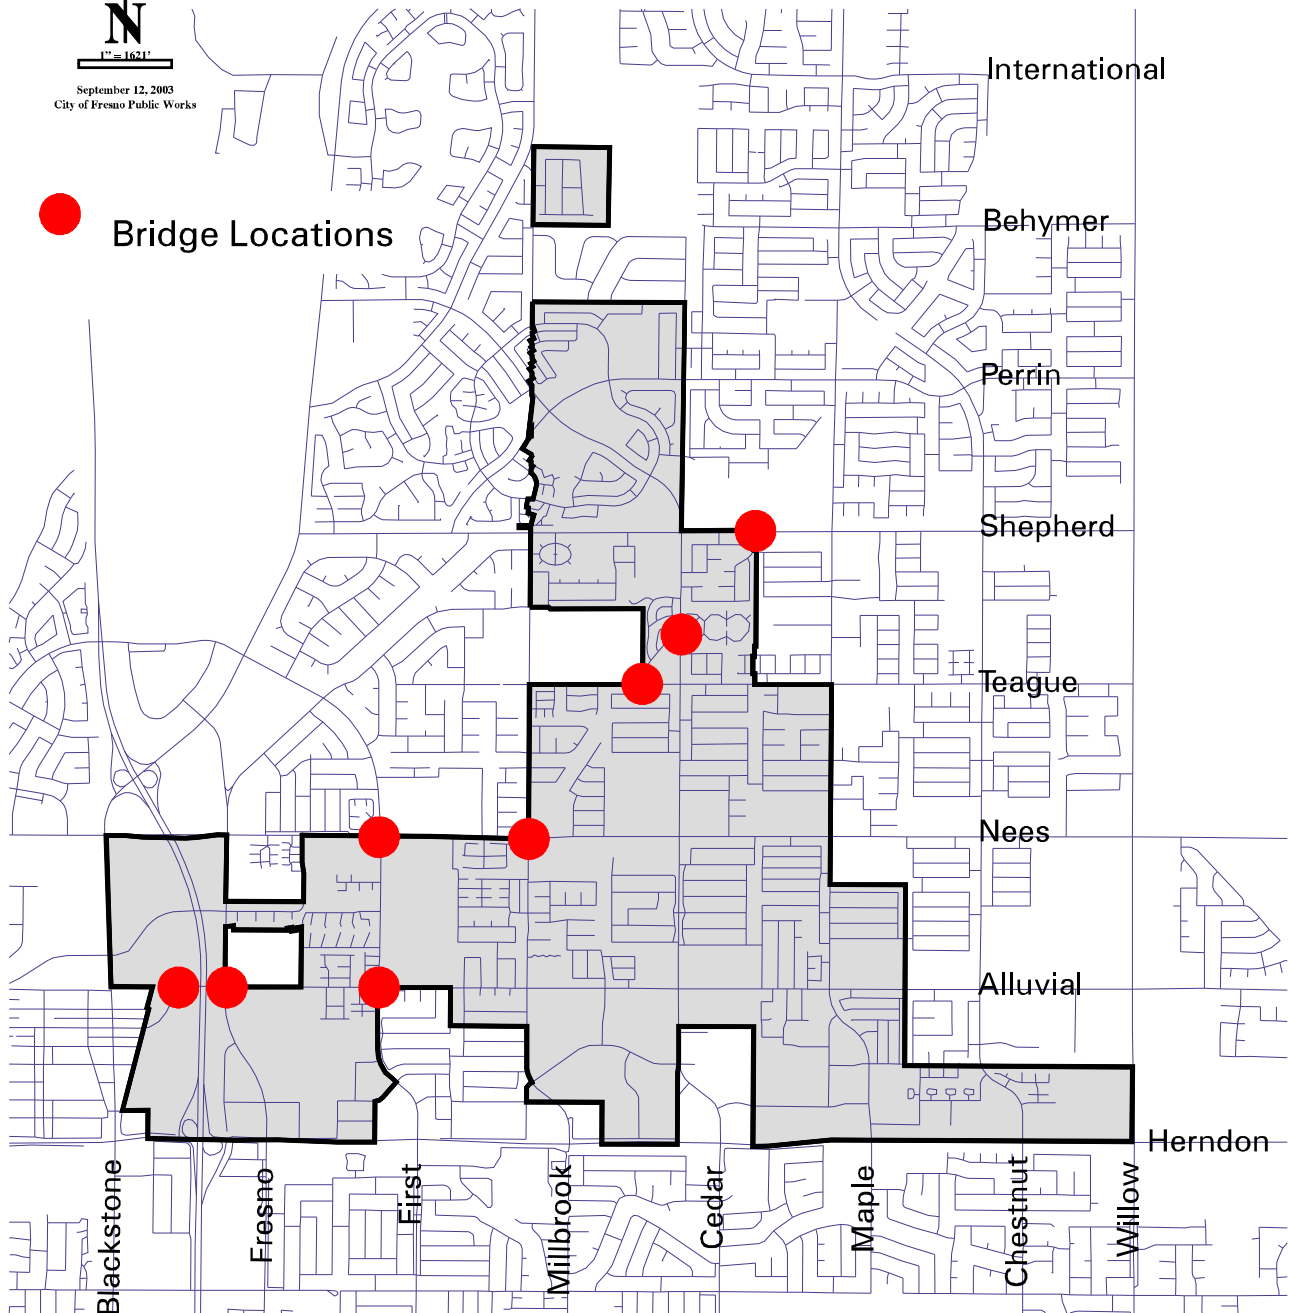 N
1" = 1621'
September 12, 2003
City of Fresno Public Works
International
Behymer
Bridge Locations
Perrin
Shepherd
Teague
Nees
Alluvial
Herndon
Blackstone
Fresno
First
Millbrook
Cedar
Maple
Chestnut
Willow